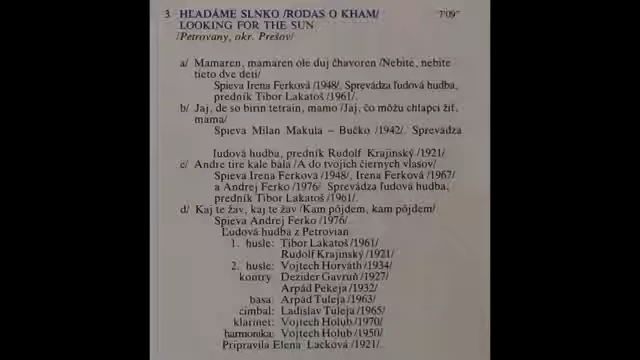 3 HĽADÁME SLNKO /RODAS O KHAM/ 7'09"
LOOKING FOR THE SUN
/Petrovany, okr. Prešov/
a/ Mamaren, mamaren ole duj čhavoren /Nebite, nebite
tieto dve deti/
Spieva Irena Ferková /1948/. Sprevádza ľudová hudba,
predník Tibor Lakatoš /1961/.
b/ Jaj, de so birin tetrain, mamo /Jaj, čo môžu chlapci žiť,
mama/
Spieva Milan Makula – Bučko /1942/. Sprevádza
ľudová hudba, predník Rudolf Krajinský /1921/
c/ Andre tire kale bala /A do tvojich čiernych vlasov/
Spieva Irena Ferková /1948/, Irena Ferková /1967/
a Andrej Ferko /1976/ Sprevádza ľudová hudba,
predník Tibor Lakatoš /1961/.
d/ Kaj te žav, kaj te žav /Kam pôjdem, kam pôjdem/
Spieva Andrej Ferko /1976/.
Ľudová hudba z Petrovian
1. husle: Tibor Lakatoš /1961/
Rudolf Krajinský /1921/
2. husle: Vojtech Horváth /1934/
kontry: Dezider Gavruň /1927/
Arpád Pekeja /1932/
basa: Arpád Tuleja /1963/
cimbal: Ladislav Tuleja /1965/
klarinet: Vojtech Holub /1970/
harmonika: Vojtech Holub /1950/
Pripravila Elena Lacková /1921/.